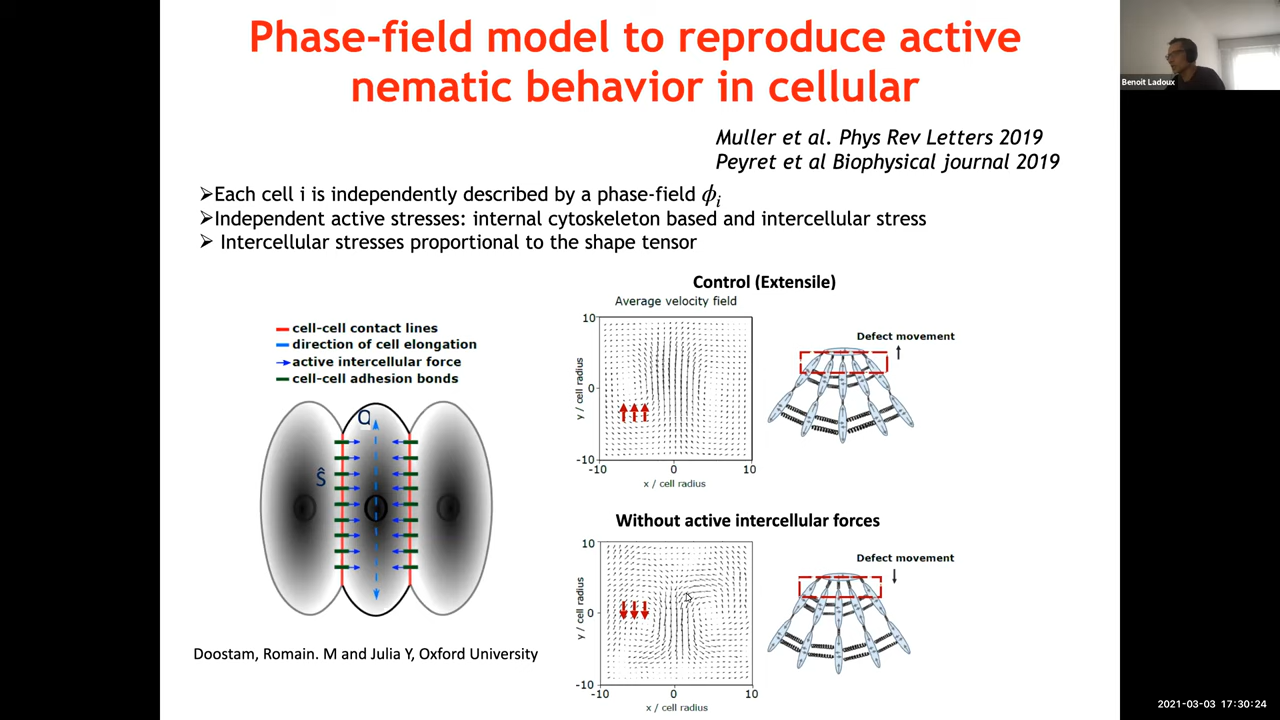 Phase-field model to reproduce active
nematic behavior in cellular
Benoit Ladoux
Muller et al. Phys Rev Letters 2019
Peyret et al Biophysical journal 2019
➢Each cell i is independently described by a phase-field ϕᵢ
➢Independent active stresses: internal cytoskeleton based and intercellular stress
➢ Intercellular stresses proportional to the shape tensor
Control (Extensile)
Average velocity field
10
0
-10
y / cell radius
-10 0 10
x / cell radius
Defect movement
cell-cell contact lines
direction of cell elongation
active intercellular force
cell-cell adhesion bonds
Q
Ŝ
Without active intercellular forces
10
0
-10
y / cell radius
-10 0 10
x / cell radius
Defect movement
Doostam, Romain. M and Julia Y, Oxford University
2021-03-03 17:30:24